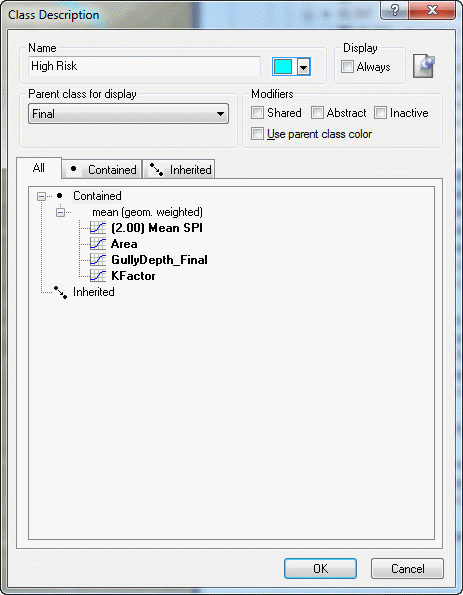 Class Description
Name
High Risk
Display
Always
Parent class for display
Final
Modifiers
Shared Abstract Inactive
Use parent class color
All Contained Inherited
Contained
mean (geom. weighted)
(2.00) Mean SPI
Area
GullyDepth_Final
KFactor
Inherited
OK Cancel